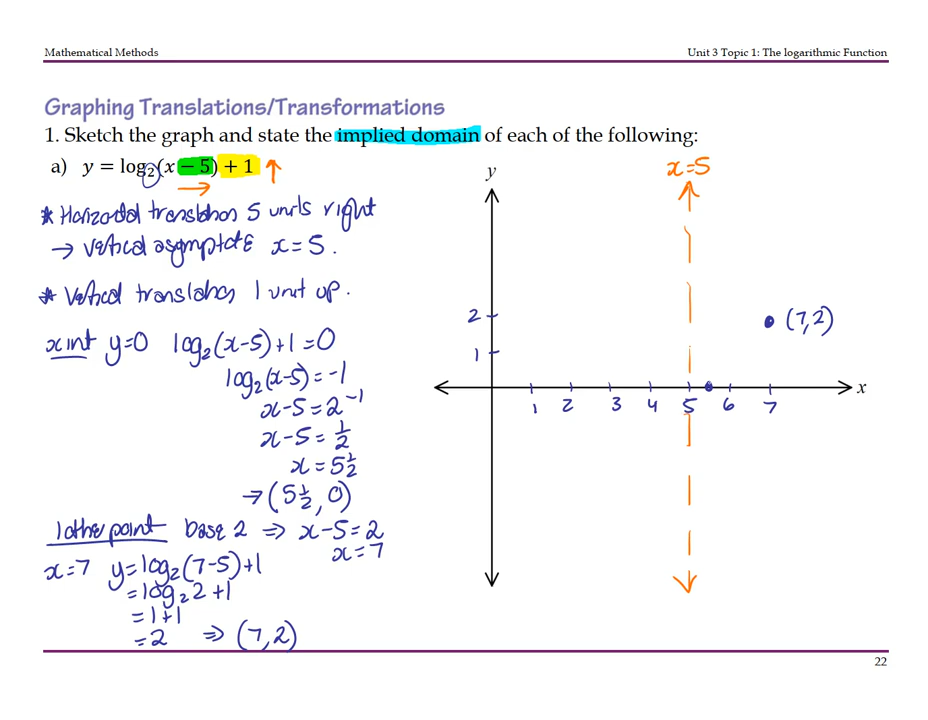 Mathematical Methods
Unit 3 Topic 1: The logarithmic Function
Graphing Translations/Transformations
1. Sketch the graph and state the implied domain of each of the following:
a) y = log₂(x − 5) + 1
* Horizontal translation 5 units right
→ vertical asymptote x = 5.
* Vertical translation 1 unit up.
x int y=0 log₂(x-5)+1=0
log₂(x-5)=-1
x-5=2⁻¹
x-5=½
x=5½
→(5½, 0)
1 other point base 2 ⇒ x-5=2
x=7
x=7 y=log₂(7-5)+1
=log₂2+1
=1+1
=2 ⇒ (7,2)
y
x=5
2
(7,2)
1
x
1 2 3 4 5 6 7
22